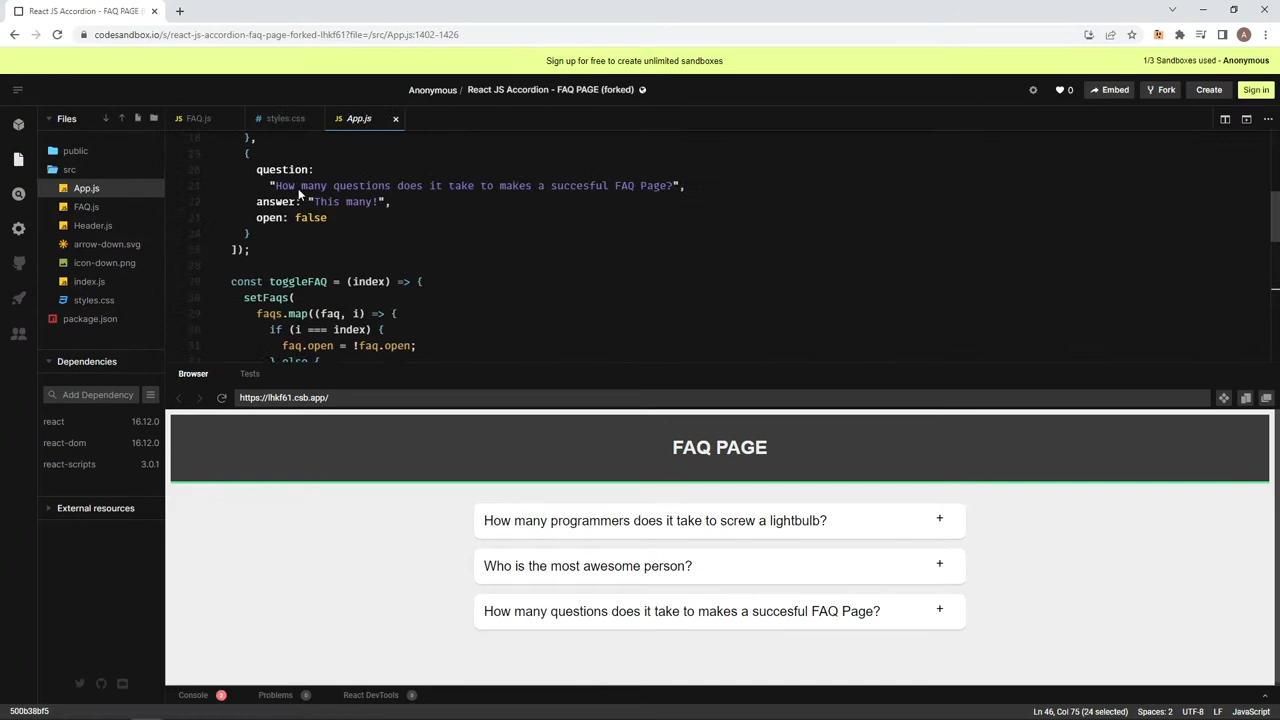 React JS Accordion - FAQ PAGE (for
codesandbox.io/s/react-js-accordion-faq-page-forked-lhkf61?file=/src/App.js:1402-1426
A
Sign up for free to create unlimited sandboxes
1/3 Sandboxes used - Anonymous
Anonymous / React JS Accordion - FAQ PAGE (forked)
0
Embed
Fork
Create
Sign in
Files
JS FAQ.js
# styles.css
JS App.js
public
src
App.js
FAQ.js
Header.js
arrow-down.svg
icon-down.png
index.js
styles.css
package.json
Dependencies
Add Dependency
react 16.12.0
react-dom 16.12.0
react-scripts 3.0.1
External resources
},
{
question:
"How many questions does it take to makes a succesful FAQ Page?",
answer: "This many!",
open: false
}
]);
const toggleFAQ = (index) => {
setFaqs(
faqs.map((faq, i) => {
if (i === index) {
faq.open = !faq.open;
} else {
Browser
Tests
https://lhkf61.csb.app/
FAQ PAGE
How many programmers does it take to screw a lightbulb? +
Who is the most awesome person? +
How many questions does it take to makes a succesful FAQ Page? +
Console 2
Problems 0
React DevTools 0
500b38bf5
Ln 46, Col 75 (24 selected)
Spaces: 2
UTF-8
LF
JavaScript